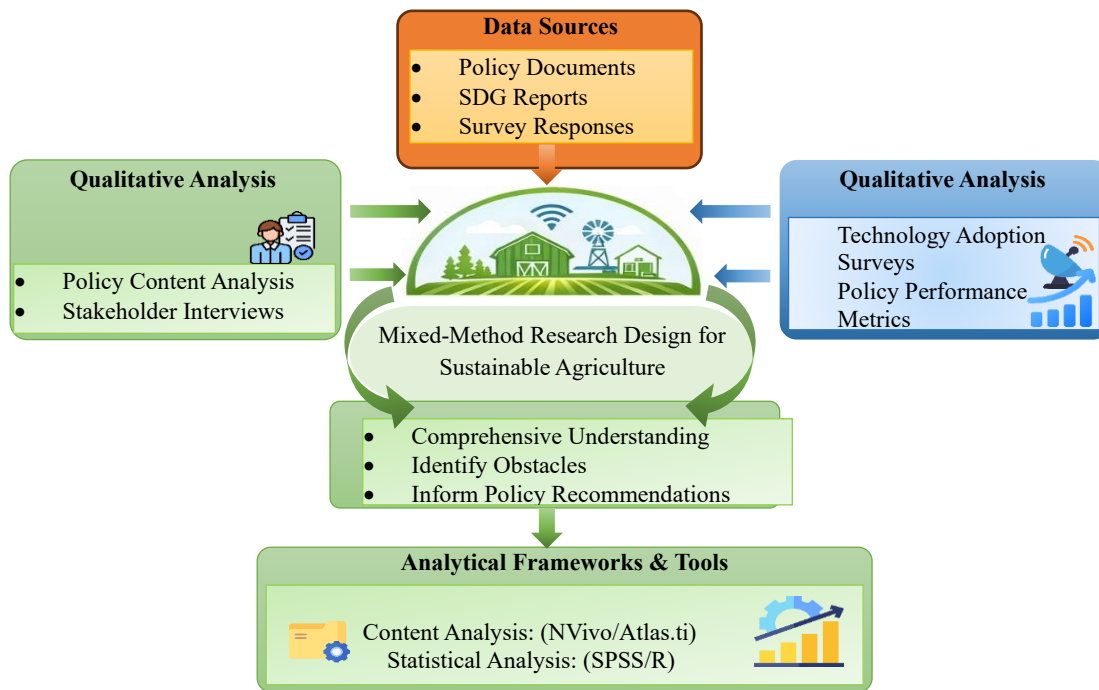 Data Sources
• Policy Documents
• SDG Reports
• Survey Responses
Qualitative Analysis
• Policy Content Analysis
• Stakeholder Interviews
Qualitative Analysis
Technology Adoption
Surveys
Policy Performance
Metrics
Mixed-Method Research Design for
Sustainable Agriculture
• Comprehensive Understanding
• Identify Obstacles
• Inform Policy Recommendations
Analytical Frameworks & Tools
Content Analysis: (NVivo/Atlas.ti)
Statistical Analysis: (SPSS/R)